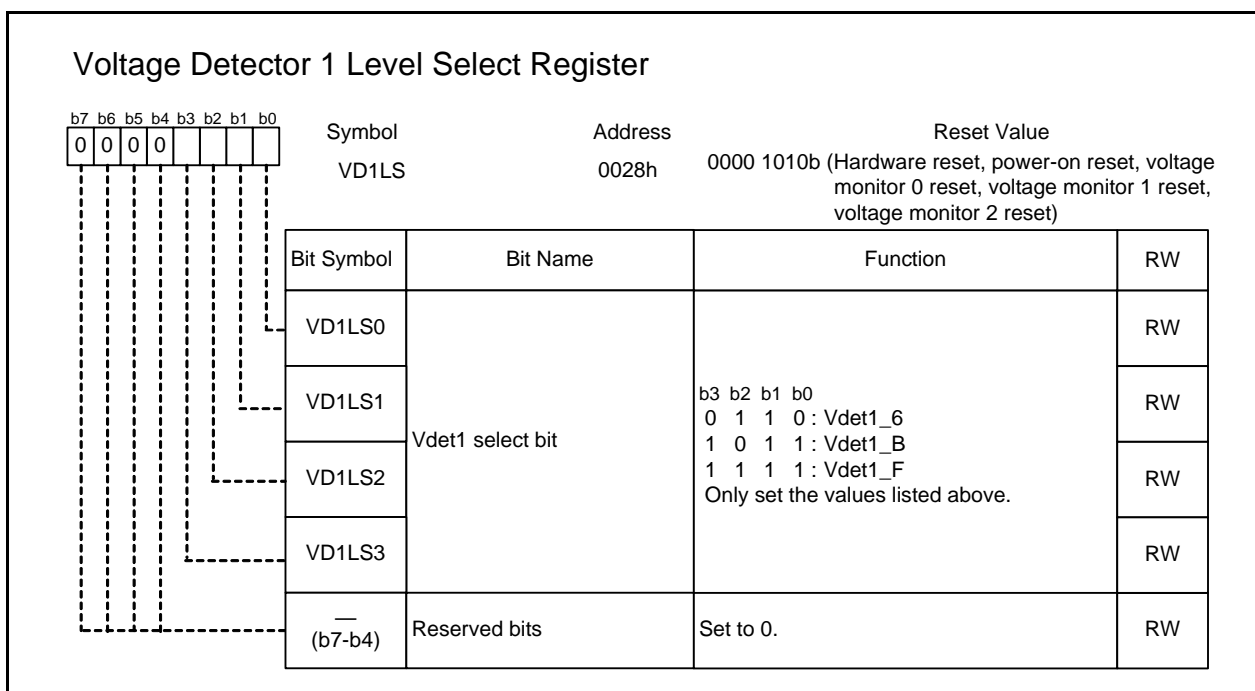 Voltage Detector 1 Level Select Register
b7 b6 b5 b4 b3 b2 b1 b0
0 0 0 0
Symbol Address Reset Value
VD1LS 0028h 0000 1010b (Hardware reset, power-on reset, voltage
monitor 0 reset, voltage monitor 1 reset,
voltage monitor 2 reset)
Bit Symbol Bit Name Function RW
VD1LS0 RW
VD1LS1 RW
VD1LS2 RW
VD1LS3 RW
Vdet1 select bit
b3 b2 b1 b0
0 1 1 0 : Vdet1_6
1 0 1 1 : Vdet1_B
1 1 1 1 : Vdet1_F
Only set the values listed above.
—
(b7-b4) Reserved bits Set to 0. RW